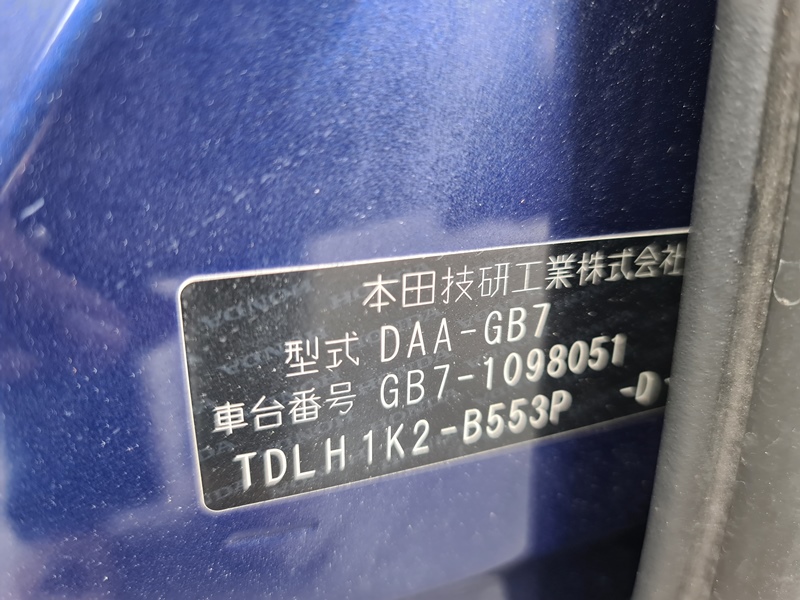 本田技研工業株式会社
型式 DAA-GB7
車台番号 GB7-1098051
TDLH1K2-B553P -D